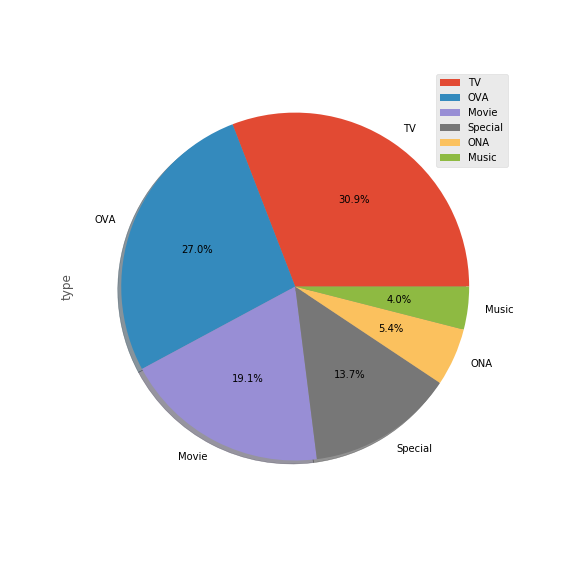 TV
OVA
Movie
Special
ONA
Music
TV
30.9%
OVA
27.0%
type
4.0%
Music
5.4%
ONA
19.1%
13.7%
Special
Movie